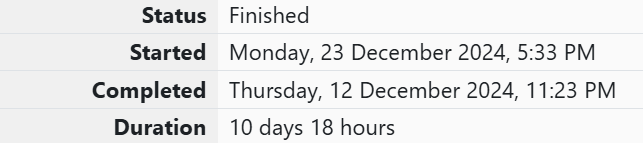 Status Finished
Started Monday, 23 December 2024, 5:33 PM
Completed Thursday, 12 December 2024, 11:23 PM
Duration 10 days 18 hours